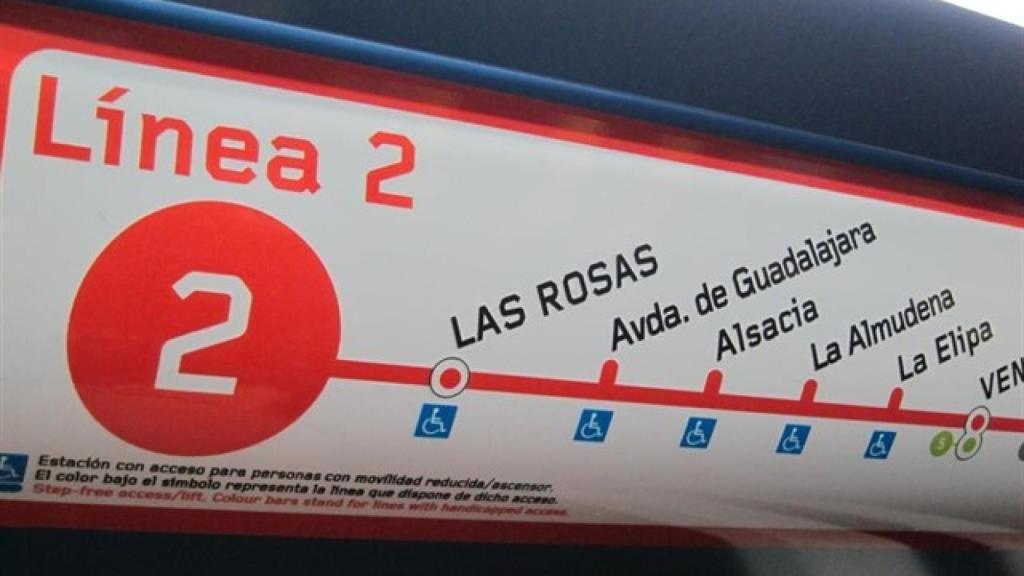 Línea 2
2
LAS ROSAS
Avda. de Guadalajara
Alsacia
La Almudena
La Elipa
VEN
5
Estación con acceso para personas con movilidad reducida/ascensor.
El color bajo el símbolo representa la línea que dispone de dicho acceso.
Step-free access/lift. Colour bars stand for lines with handicapped access.